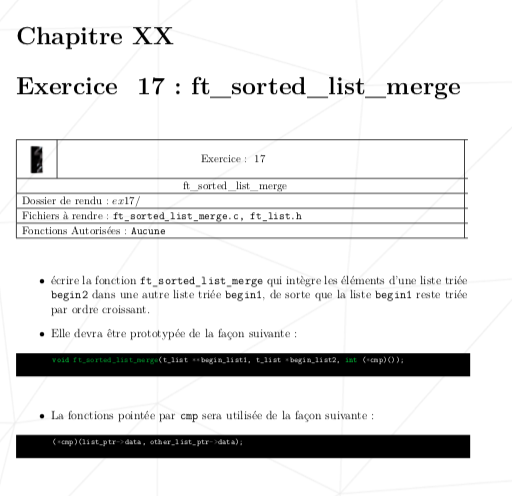 Chapitre XX
Exercice 17 : ft_sorted_list_merge
Exercice : 17
ft_sorted_list_merge
Dossier de rendu : ex17/
Fichiers à rendre : ft_sorted_list_merge.c, ft_list.h
Fonctions Autorisées : Aucune
• écrire la fonction ft_sorted_list_merge qui intègre les éléments d'une liste triée
begin2 dans une autre liste triée begin1, de sorte que la liste begin1 reste triée
par ordre croissant.
• Elle devra être prototypée de la façon suivante :
void ft_sorted_list_merge(t_list **begin_list1, t_list *begin_list2, int (*cmp)());
• La fonctions pointée par cmp sera utilisée de la façon suivante :
(*cmp)(list_ptr->data, other_list_ptr->data);